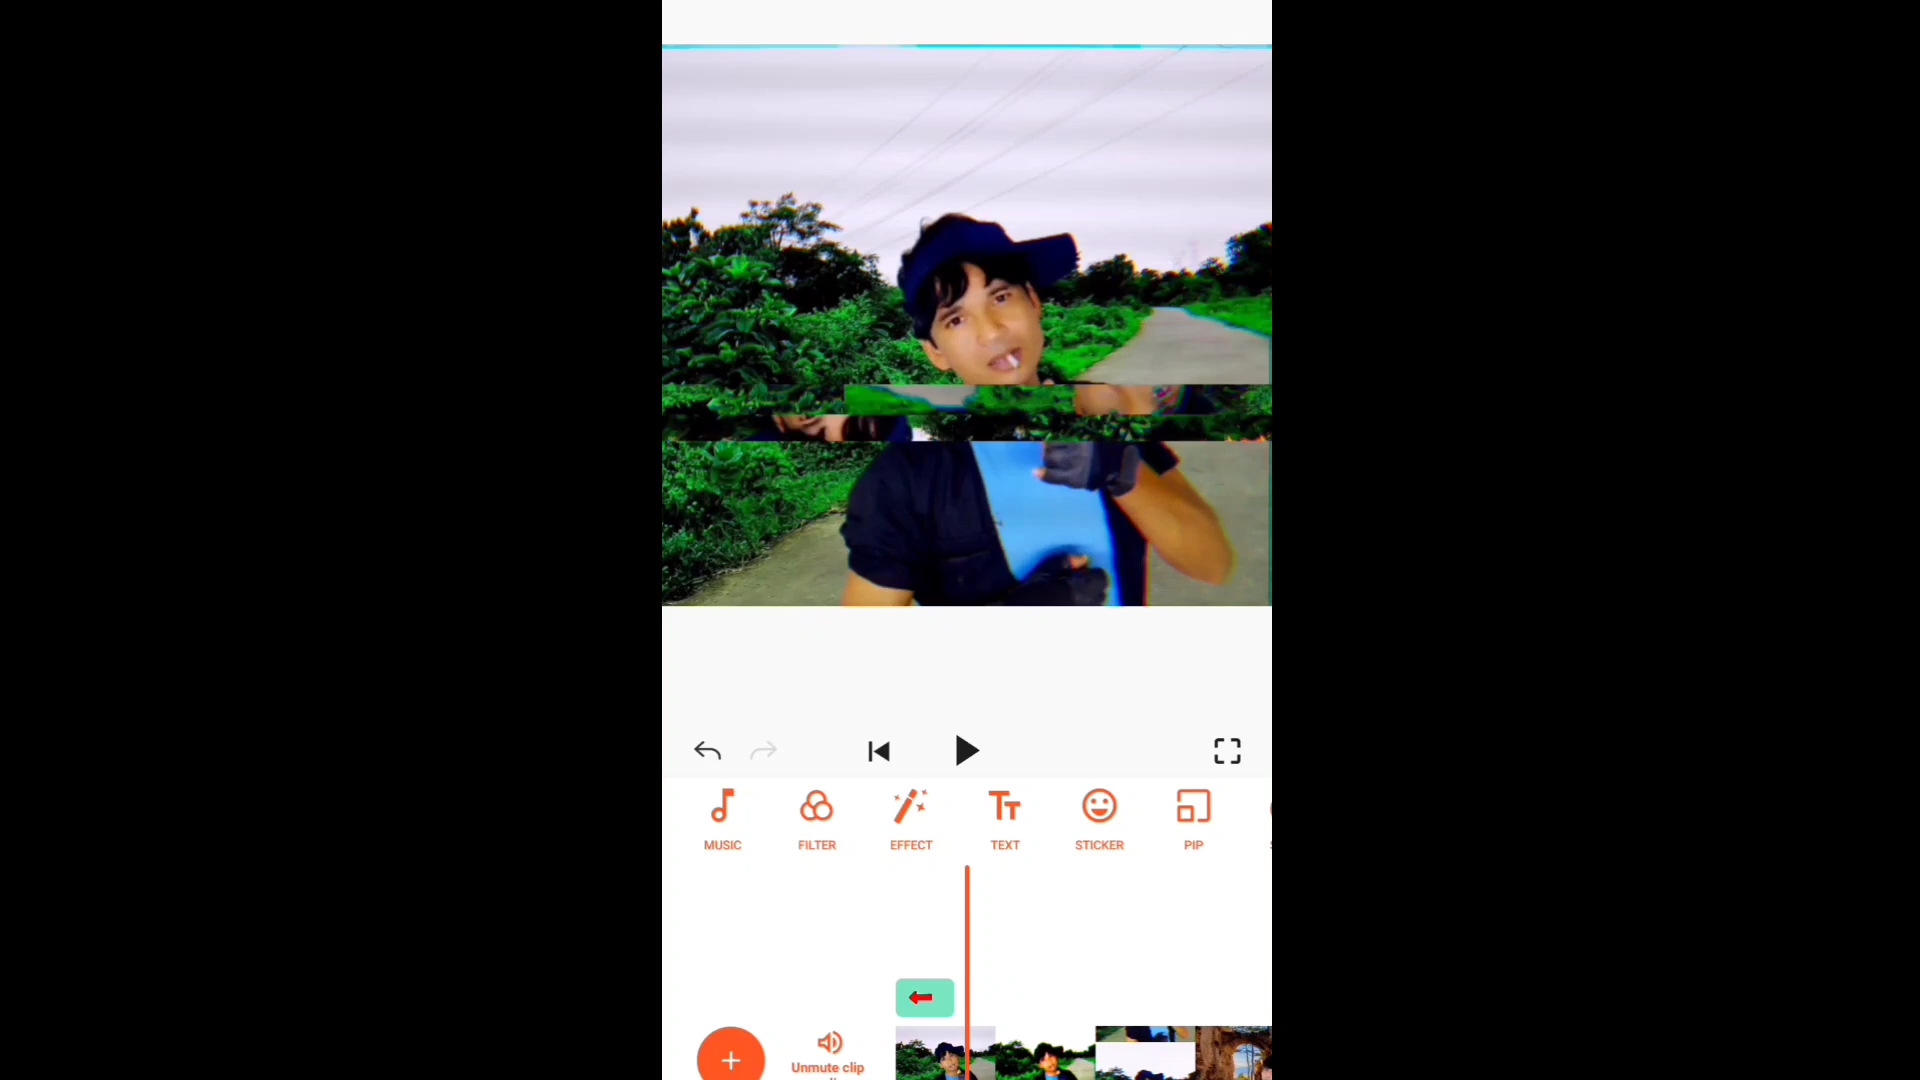 MUSIC
FILTER
EFFECT
TEXT
STICKER
PIP
Unmute clip